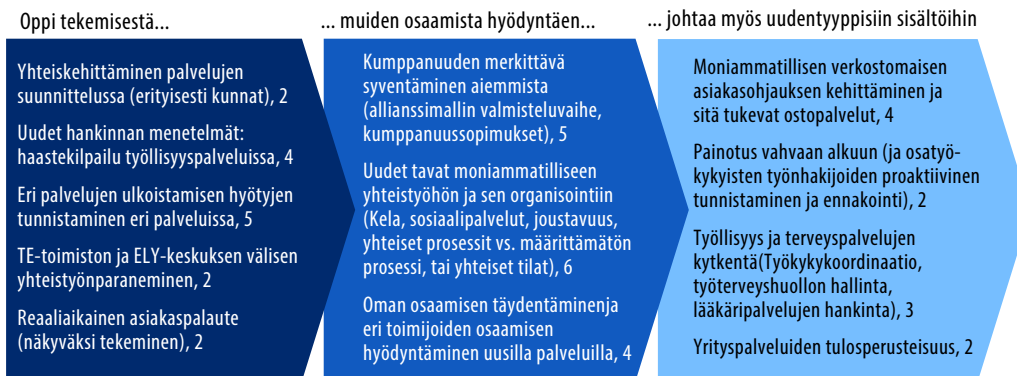 Oppi tekemisestä...
Yhteiskehittäminen palvelujen
suunnittelussa (erityisesti kunnat), 2
Uudet hankinnan menetelmät:
haastekilpailu työllisyyspalveluissa, 4
Eri palvelujen ulkoistamisen hyötyjen
tunnistaminen eri palveluissa, 5
TE-toimiston ja ELY-keskuksen välisen
yhteistyönparaneminen, 2
Reaaliaikainen asiakaspalaute
(näkyväksi tekeminen), 2
... muiden osaamista hyödyntäen...
Kumppanuuden merkittävä
syventäminen aiemmista
(allianssimallin valmisteluvaihe,
kumppanuussopimukset), 5
Uudet tavat moniammatilliseen
yhteistyöhön ja sen organisointiin
(Kela, sosiaalipalvelut, joustavuus,
yhteiset prosessit vs. määrittämätön
prosessi, tai yhteiset tilat), 6
Oman osaamisen täydentäminenja
eri toimijoiden osaamisen
hyödyntäminen uusilla palveluilla, 4
... johtaa myös uudentyyppisiin sisältöihin
Moniammatillisen verkostomaisen
asiakasohjauksen kehittäminen ja
sitä tukevat ostopalvelut, 4
Painotus vahvaan alkuun (ja osatyö-
kykyisten työnhakijoiden proaktiivinen
tunnistaminen ja ennakointi), 2
Työllisyys ja terveyspalvelujen
kytkentä(Työkykykoordinaatio,
työterveyshuollon hallinta,
lääkäripalvelujen hankinta), 3
Yrityspalveluiden tulosperusteisuus, 2